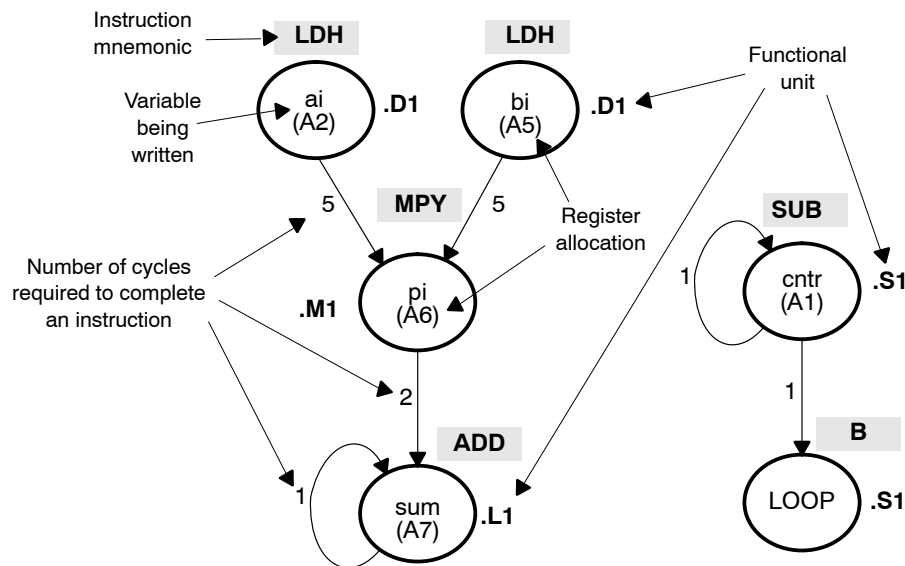 Instruction
mnemonic
LDH
LDH
Functional
unit
Variable
being
written
ai
(A2)
.D1
bi
(A5)
.D1
5
MPY
5
Register
allocation
SUB
Number of cycles
required to complete
an instruction
.M1
pi
(A6)
1
cntr
(A1)
.S1
2
1
ADD
B
1
sum
(A7)
.L1
LOOP
.S1